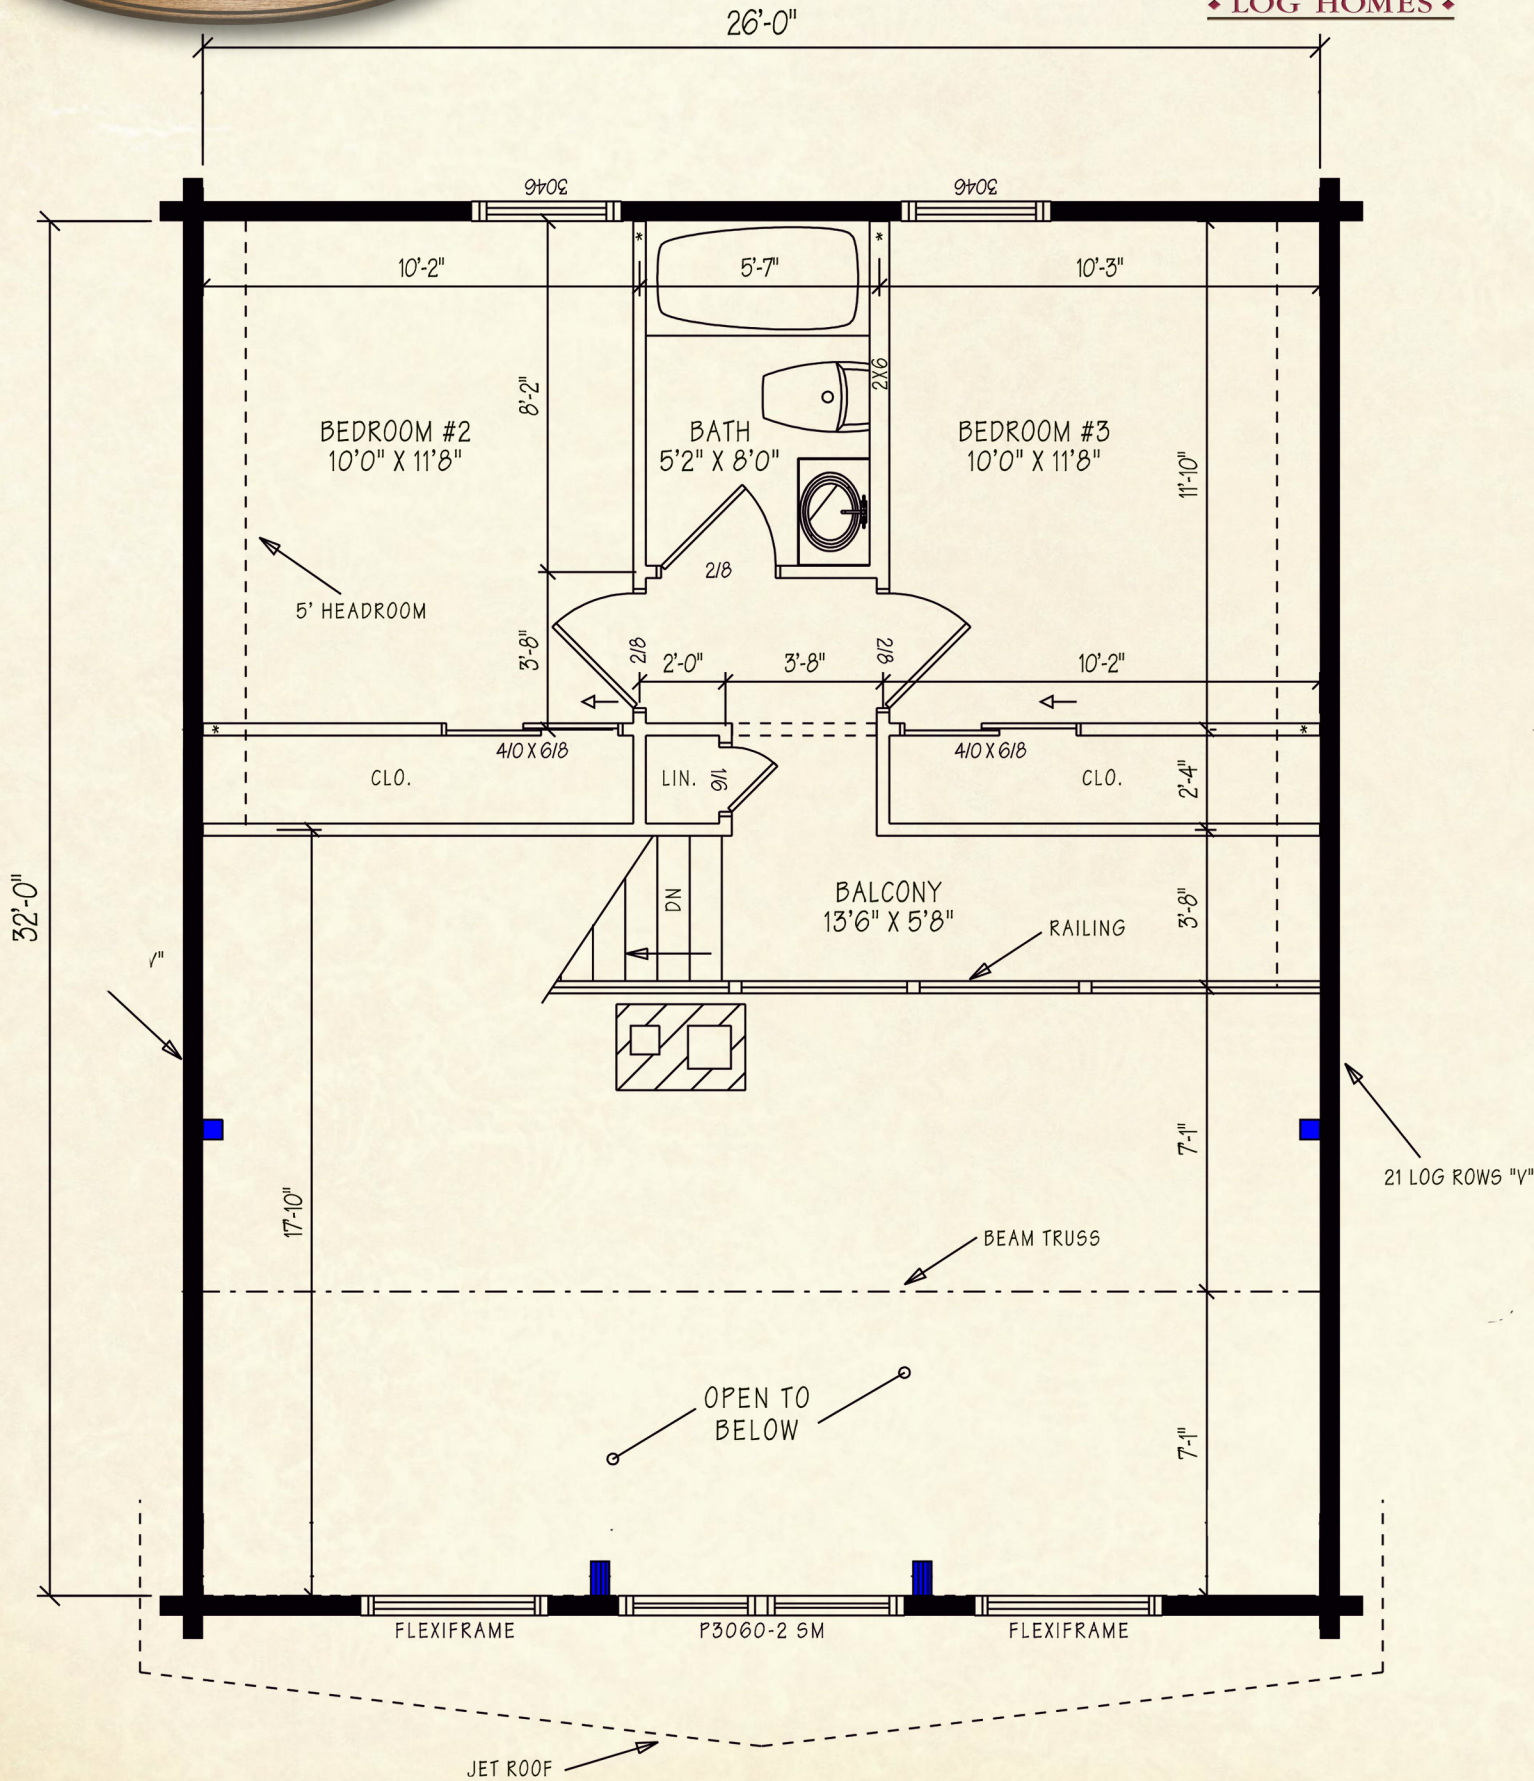 LOG HOMES
26'-0"
3046
3046
10'-2"
5'-7"
10'-3"
*
*
2X6
8'-2"
BEDROOM #2
10'0" X 11'8"
BATH
5'2" X 8'0"
BEDROOM #3
10'0" X 11'8"
11'-10"
5' HEADROOM
2/8
3'-8"
2/8
2'-0"
3'-8"
2/8
10'-2"
*
*
4/0 X 6/8
4/0 X 6/8
CLO.
LIN.
1/6
CLO.
2'-4"
32'-0"
DN
BALCONY
13'6" X 5'8"
RAILING
3'-8"
V"
7'-1"
21 LOG ROWS "V"
17'-10"
BEAM TRUSS
OPEN TO
BELOW
7'-1"
FLEXIFRAME
P3060-2 SM
FLEXIFRAME
JET ROOF